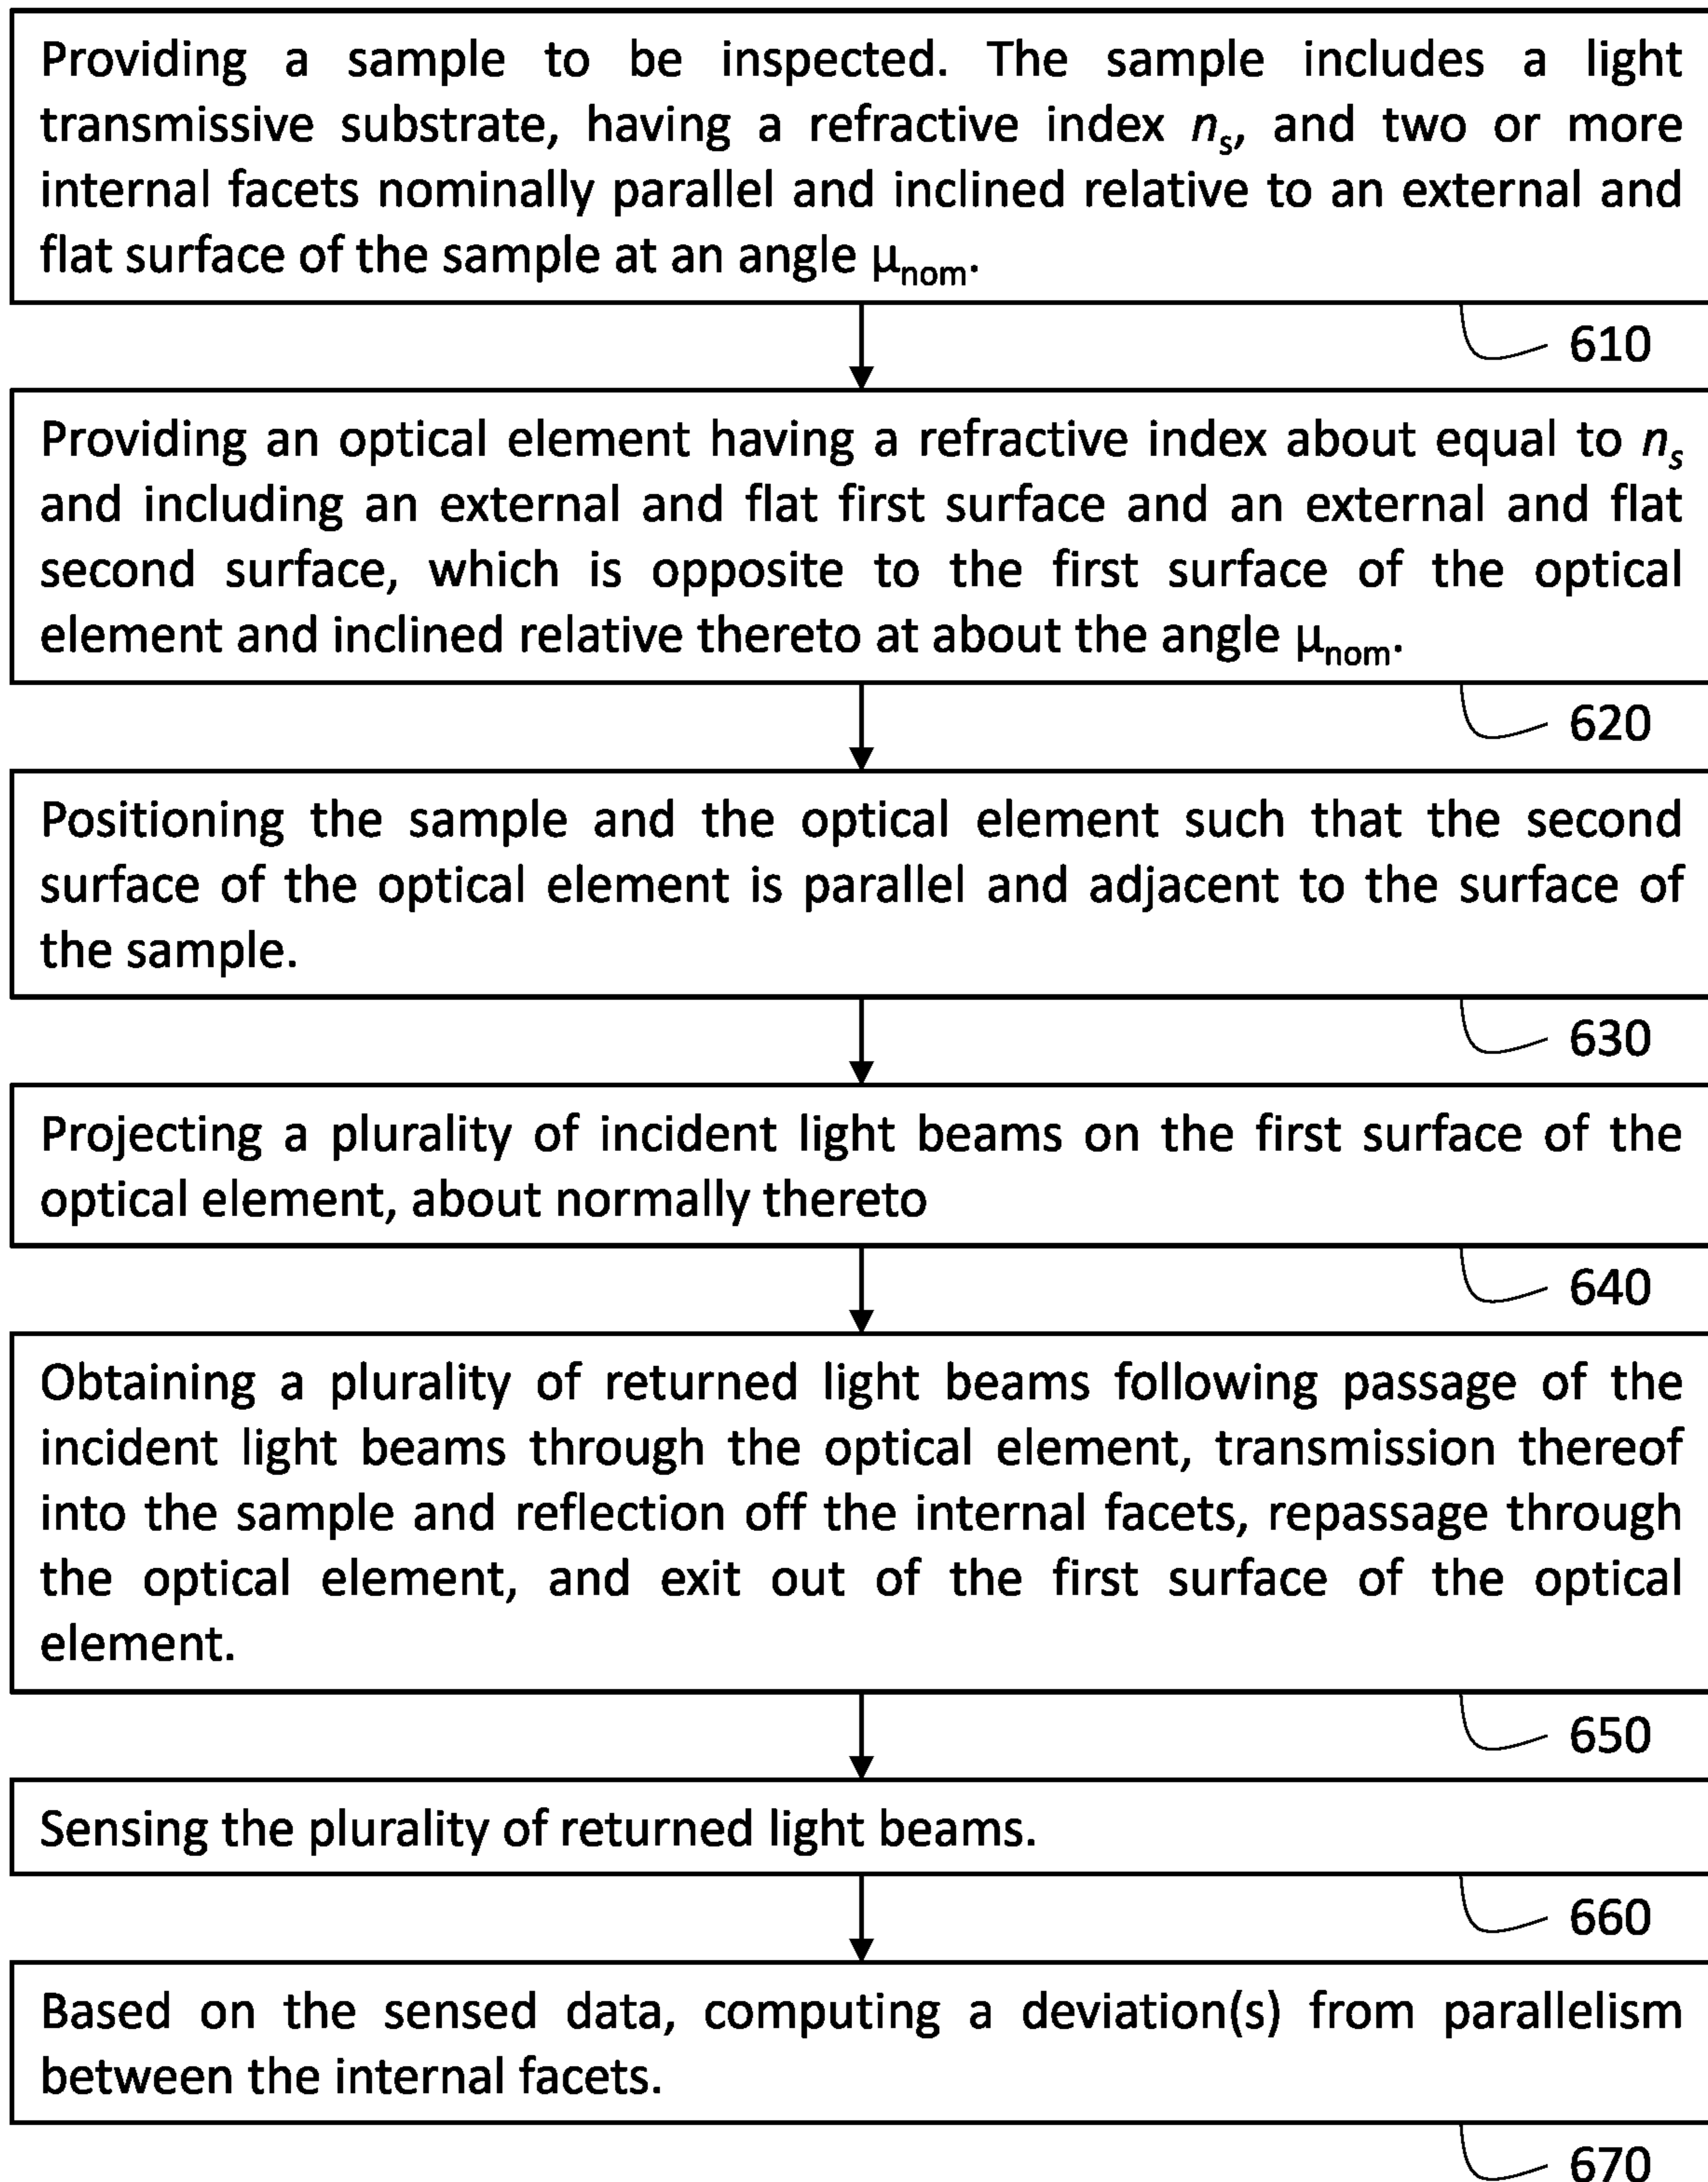 Providing a sample to be inspected. The sample includes a light
transmissive substrate, having a refractive index nₛ, and two or more
internal facets nominally parallel and inclined relative to an external and
flat surface of the sample at an angle μnom.
610
Providing an optical element having a refractive index about equal to nₛ
and including an external and flat first surface and an external and flat
second surface, which is opposite to the first surface of the optical
element and inclined relative thereto at about the angle μnom.
620
Positioning the sample and the optical element such that the second
surface of the optical element is parallel and adjacent to the surface of
the sample.
630
Projecting a plurality of incident light beams on the first surface of the
optical element, about normally thereto
640
Obtaining a plurality of returned light beams following passage of the
incident light beams through the optical element, transmission thereof
into the sample and reflection off the internal facets, repassage through
the optical element, and exit out of the first surface of the optical
element.
650
Sensing the plurality of returned light beams.
660
Based on the sensed data, computing a deviation(s) from parallelism
between the internal facets.
670